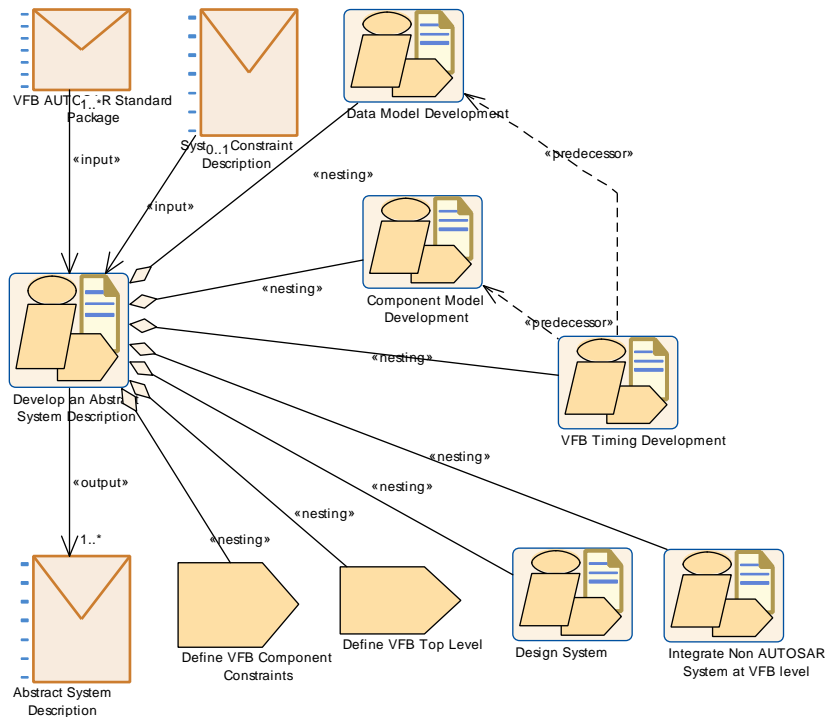 VFB AUTOSAR Standard
Package
1..*
«input»
System Constraint
Description
0..1
«input»
Data Model Development
«nesting»
«predecessor»
Component Model
Development
«nesting»
«predecessor»
«nesting»
VFB Timing Development
Develop an Abstract
System Description
«nesting»
«nesting»
«output»
«nesting»
«nesting»
1..*
Abstract System
Description
Define VFB Component
Constraints
Define VFB Top Level
Design System
Integrate Non AUTOSAR
System at VFB level